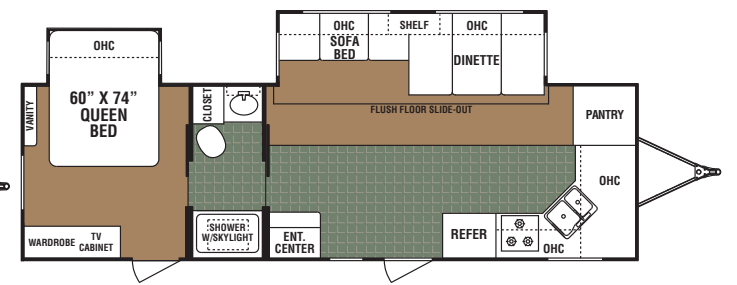 OHC
60” X 74”
QUEEN
BED
VANITY
WARDROBE
TV
CABINET
CLOSET
SHOWER
W/SKYLIGHT
OHC
SOFA
BED
SHELF
OHC
DINETTE
FLUSH FLOOR SLIDE-OUT
PANTRY
OHC
ENT.
CENTER
REFER
OHC